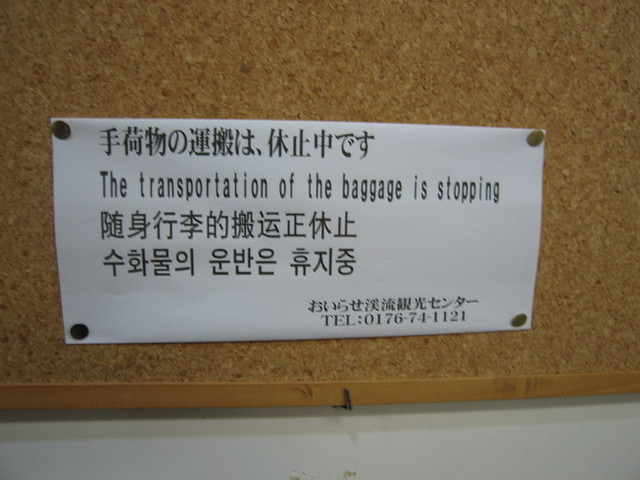 手荷物の運搬は、休止中です
The transportation of the baggage is stopping
随身行李的搬运正休止
수화물의 운반은 휴지중
おいらせ渓流観光センター
TEL:0176-74-1121